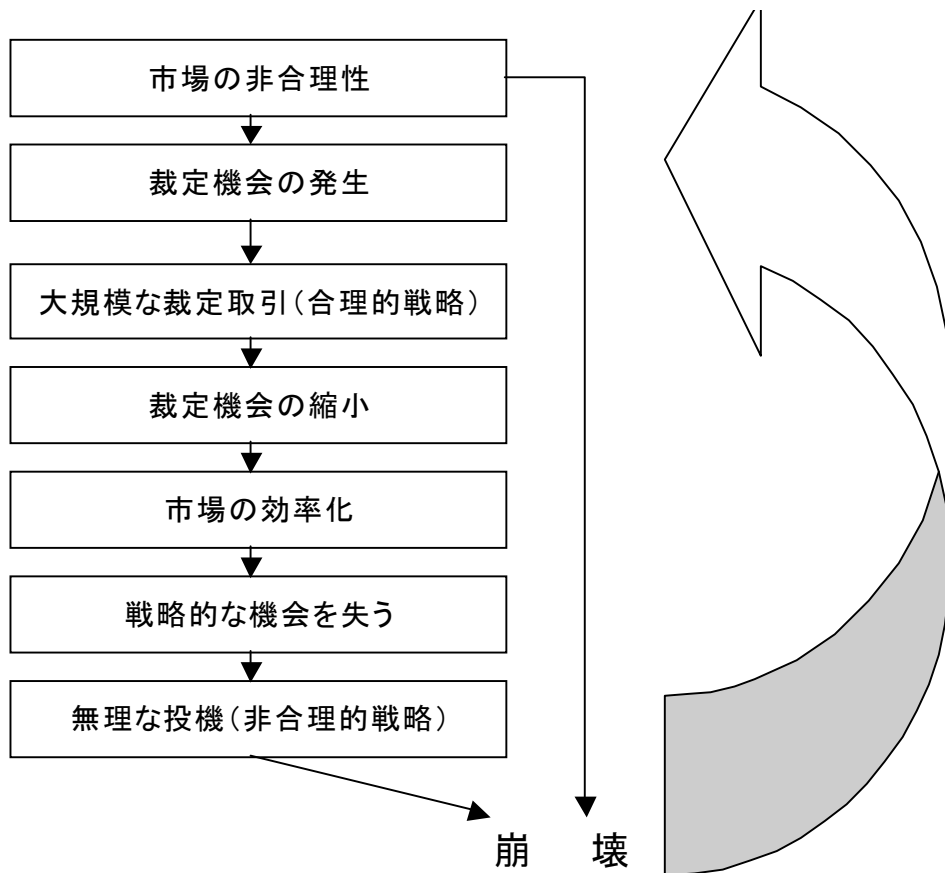 市場の非合理性
裁定機会の発生
大規模な裁定取引(合理的戦略)
裁定機会の縮小
市場の効率化
戦略的な機会を失う
無理な投機(非合理的戦略)
崩 壊